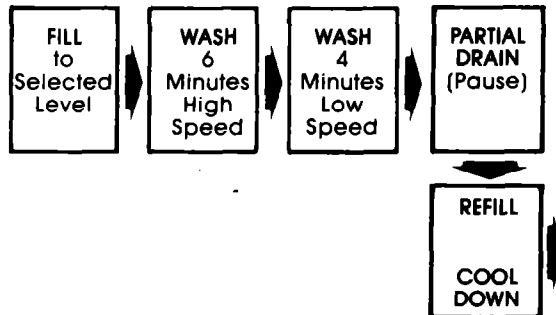 FILL
to
Selected
Level
WASH
6
Minutes
High
Speed
WASH
4
Minutes
Low
Speed
PARTIAL
DRAIN
(Pause)
REFILL
COOL
DOWN